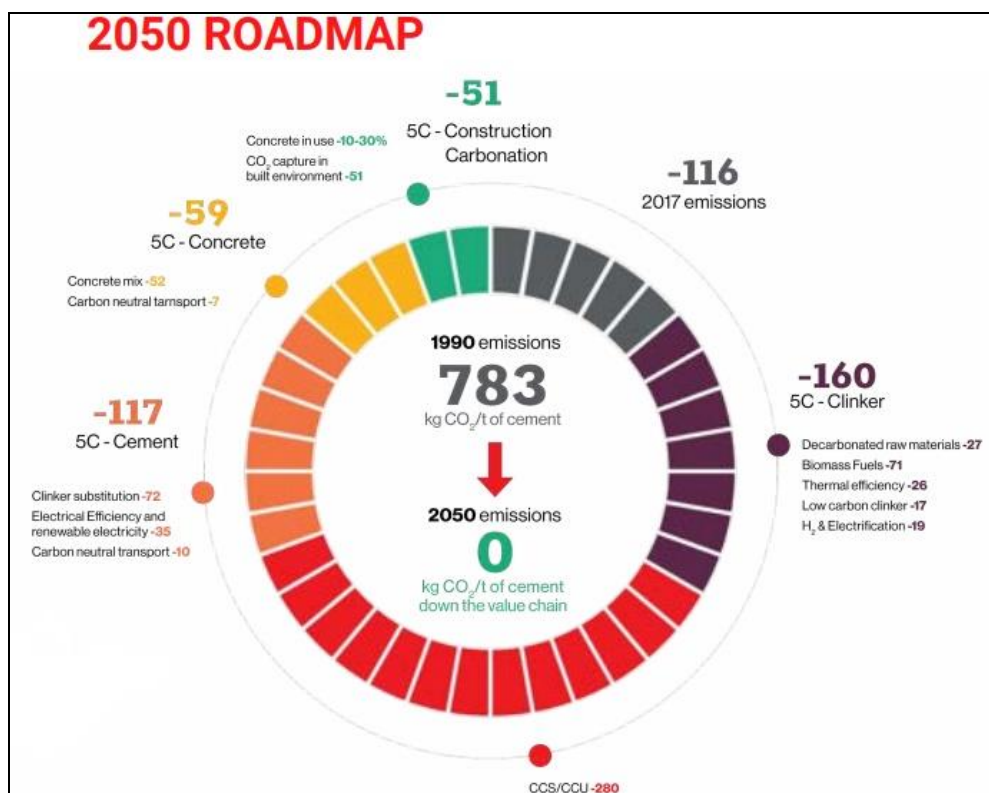 2050 ROADMAP
-51
5C - Construction
Carbonation
Concrete in use -10-30%
CO₂ capture in
built environment -51
-116
2017 emissions
-59
5C - Concrete
Concrete mix -52
Carbon neutral tarnsport -7
1990 emissions
783
kg CO₂/t of cement
2050 emissions
0
kg CO₂/t of cement
down the value chain
-160
5C - Clinker
Decarbonated raw materials -27
Biomass Fuels -71
Thermal efficiency -26
Low carbon clinker -17
H₂ & Electrification -19
-117
5C - Cement
Clinker substitution -72
Electrical Efficiency and
renewable electricity -35
Carbon neutral transport -10
CCS/CCU -280